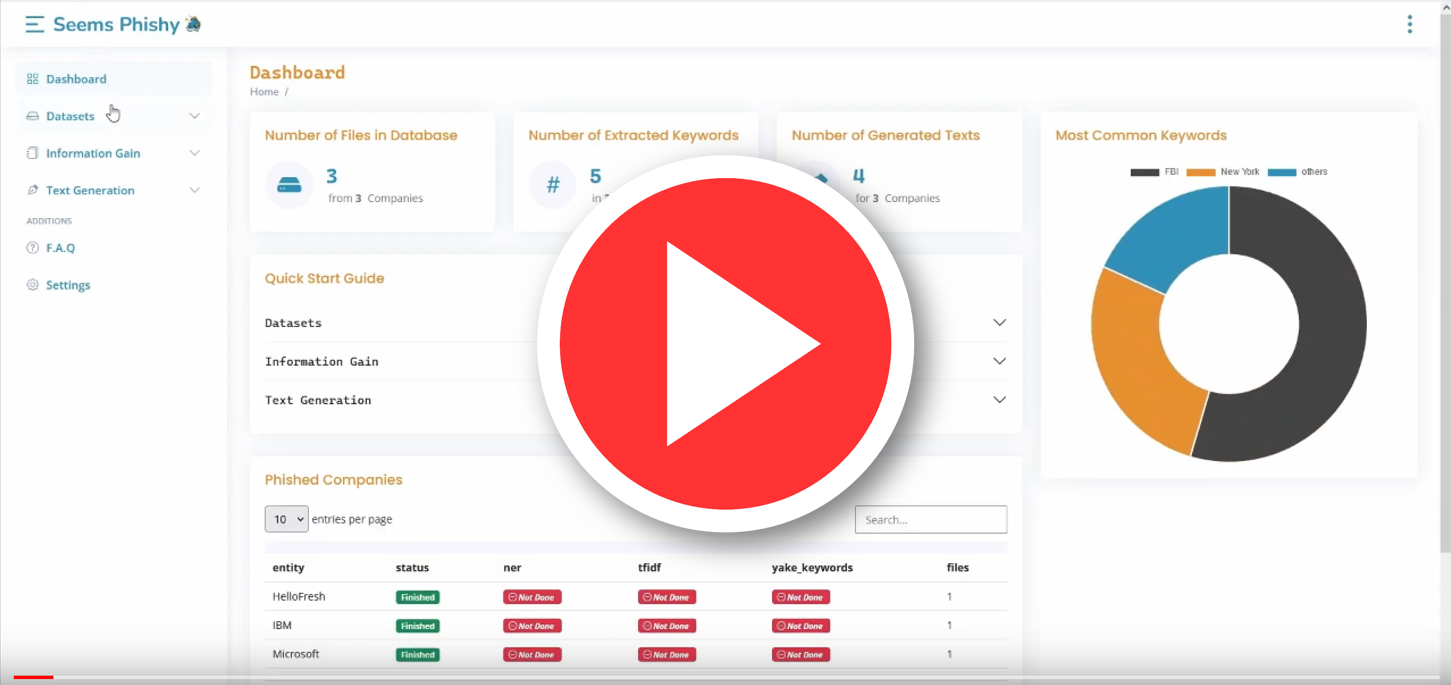 Seems Phishy
Dashboard
Datasets
Information Gain
Text Generation
ADDITIONS
F.A.Q
Settings
Dashboard
Home /
Number of Files in Database
3
from 3 Companies
Number of Extracted Keywords
#
5
in
Number of Generated Texts
4
for 3 Companies
Most Common Keywords
FBI New York others
Quick Start Guide
Datasets
Information Gain
Text Generation
Phished Companies
10 entries per page
Search...
entity status ner tfidf yake_keywords files
HelloFresh Finished Not Done Not Done Not Done 1
IBM Finished Not Done Not Done Not Done 1
Microsoft Finished Not Done Not Done Not Done 1